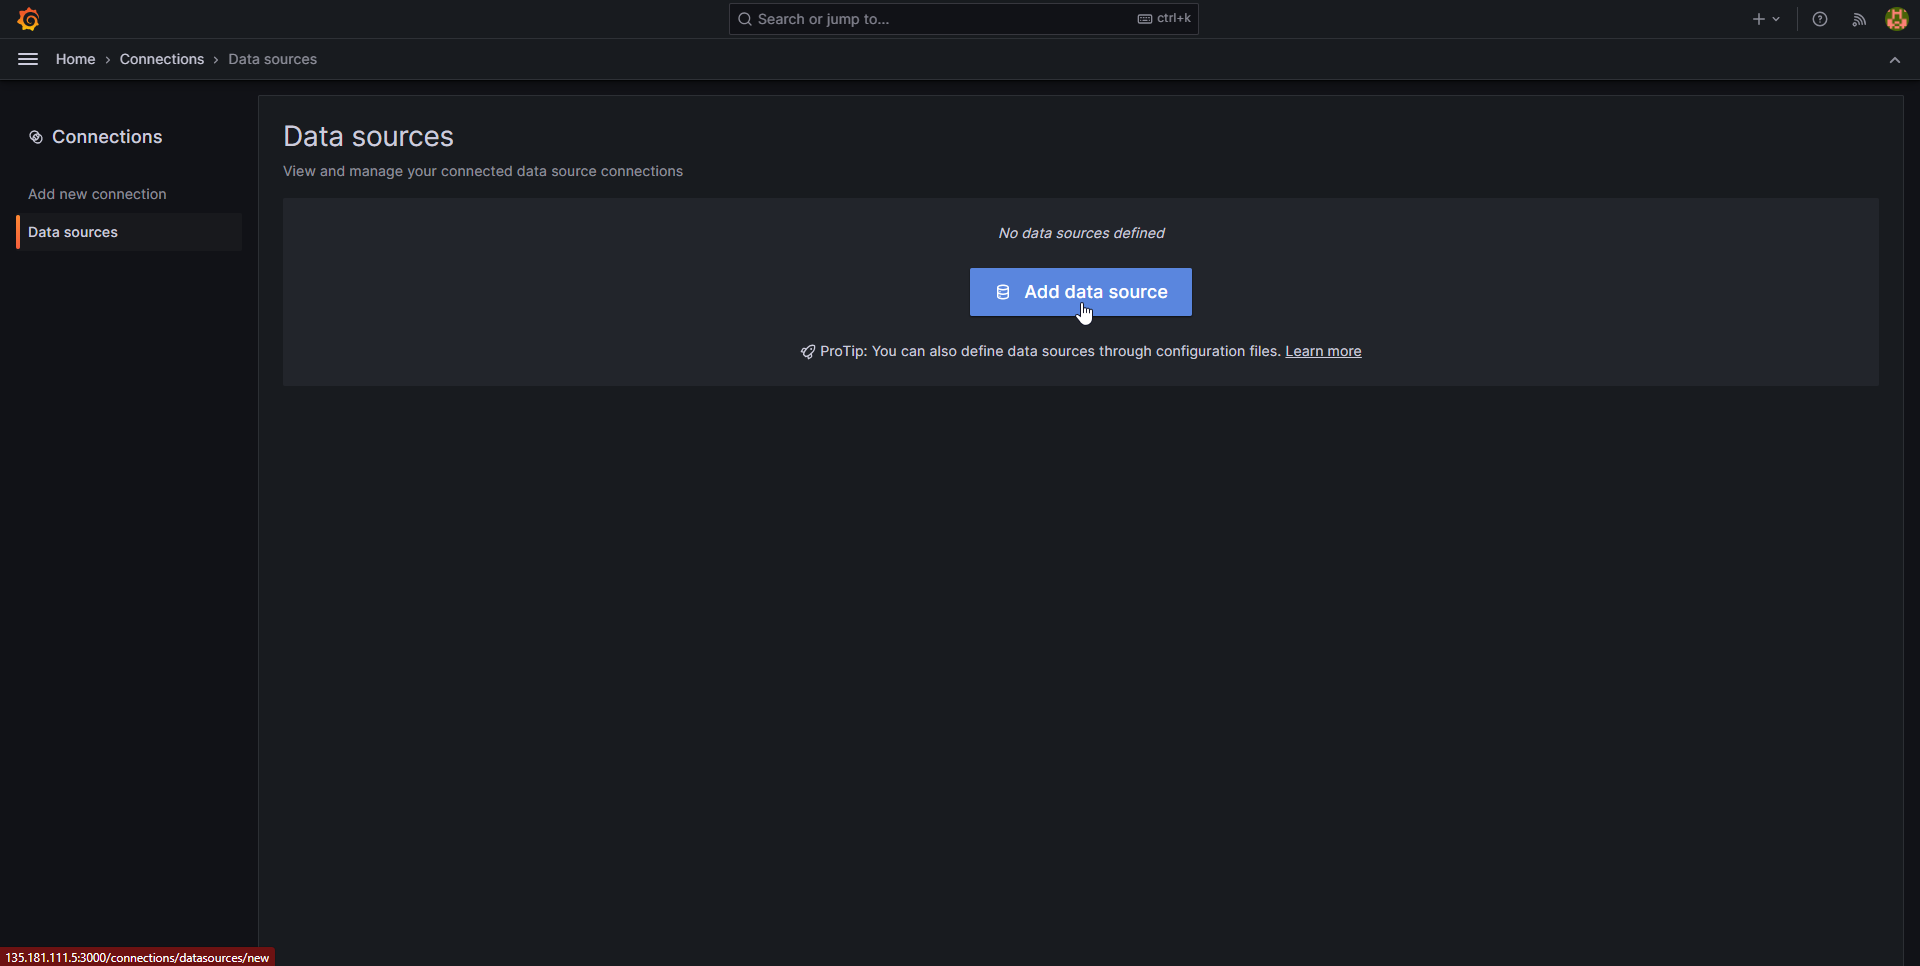 Search or jump to...
ctrl+k
Home › Connections › Data sources
Connections
Add new connection
Data sources
Data sources
View and manage your connected data source connections
No data sources defined
Add data source
ProTip: You can also define data sources through configuration files. Learn more
135.181.111.5:3000/connections/datasources/new